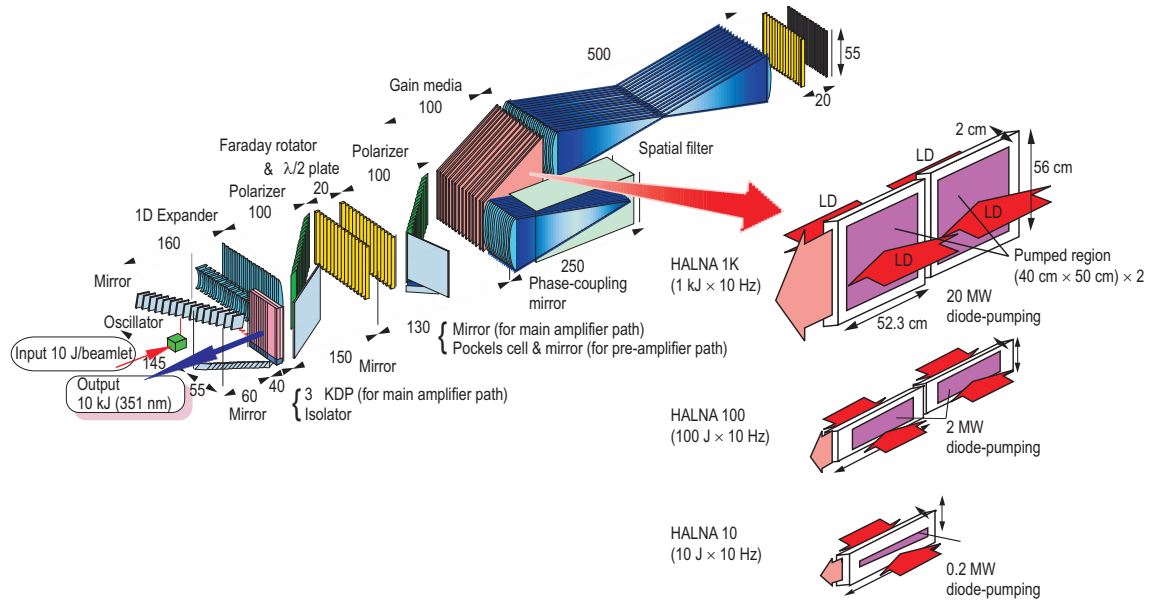 500
55
20
Gain media
100
Faraday rotator
& λ/2 plate
20
Polarizer
100
Polarizer
100
1D Expander
160
Mirror
Oscillator
Input 10 J/beamlet
145
Output
10 kJ (351 nm)
55
60
Mirror
40
3 KDP (for main amplifier path)
Isolator
150
Mirror
130
Mirror (for main amplifier path)
Pockels cell & mirror (for pre-amplifier path)
Phase-coupling
mirror
250
Spatial filter
2 cm
56 cm
LD
LD
LD
LD
HALNA 1K
(1 kJ × 10 Hz)
Pumped region
(40 cm × 50 cm) × 2
52.3 cm
20 MW
diode-pumping
HALNA 100
(100 J × 10 Hz)
2 MW
diode-pumping
HALNA 10
(10 J × 10 Hz)
0.2 MW
diode-pumping